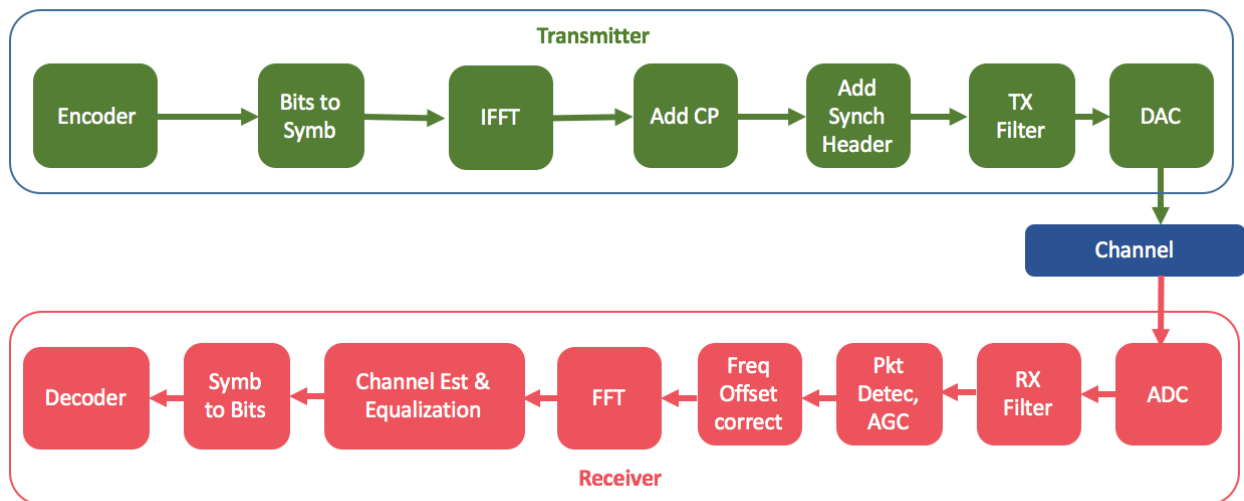 Transmitter
Encoder
Bits to
Symb
IFFT
Add CP
Add
Synch
Header
TX
Filter
DAC
Channel
Decoder
Symb
to Bits
Channel Est &
Equalization
FFT
Freq
Offset
correct
Pkt
Detec,
AGC
RX
Filter
ADC
Receiver